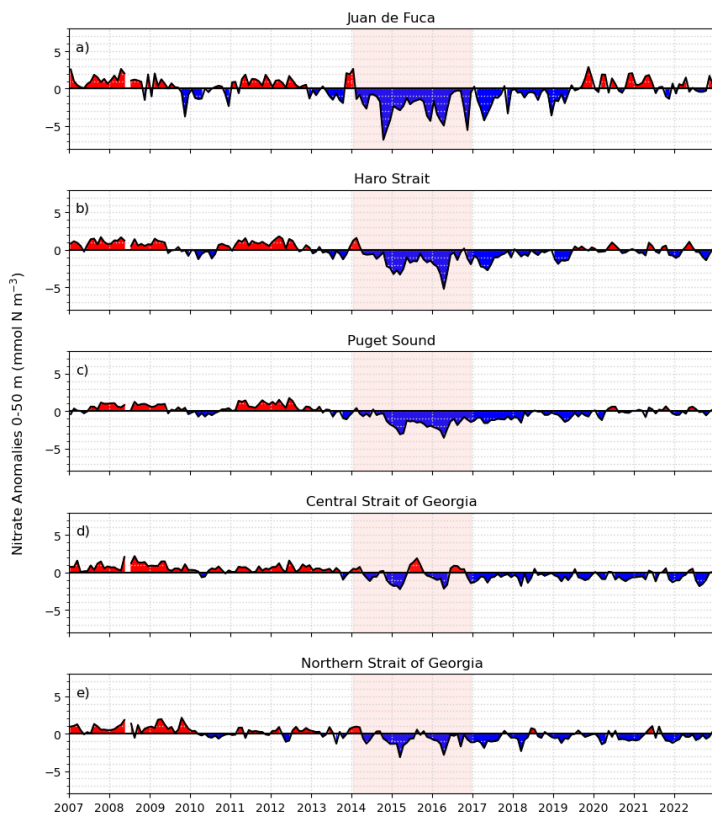 Juan de Fuca
a)
5
0
−5
Haro Strait
b)
5
0
−5
Puget Sound
c)
5
0
−5
Central Strait of Georgia
d)
5
0
−5
Northern Strait of Georgia
e)
5
0
−5
2007 2008 2009 2010 2011 2012 2013 2014 2015 2016 2017 2018 2019 2020 2021 2022
Nitrate Anomalies 0-50 m (mmol N m⁻³)